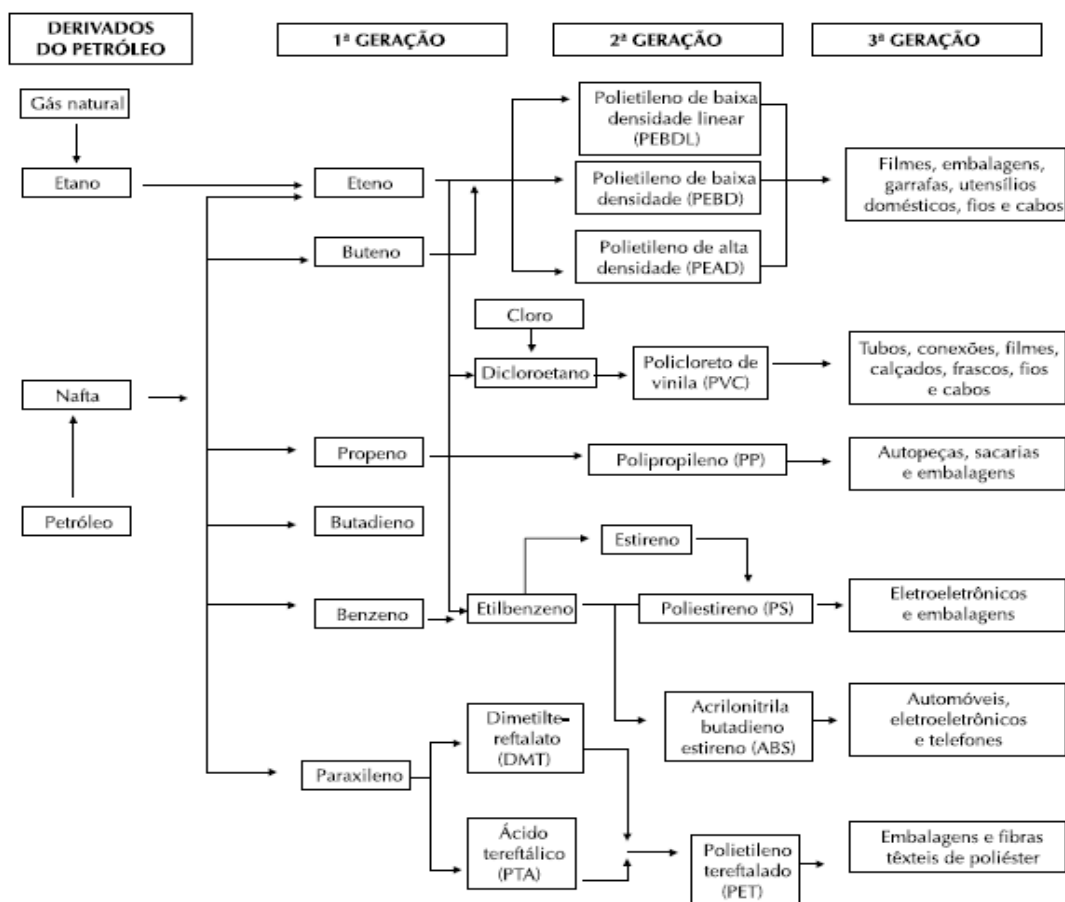 DERIVADOS
DO PETRÓLEO
1ª GERAÇÃO
2ª GERAÇÃO
3ª GERAÇÃO
Gás natural
Etano
Nafta
Petróleo
Eteno
Buteno
Propeno
Butadieno
Benzeno
Paraxileno
Cloro
Dicloroetano
Etilbenzeno
Dimetilte-
reftalato
(DMT)
Ácido
tereftálico
(PTA)
Polietileno de baixa
densidade linear
(PEBDL)
Polietileno de baixa
densidade (PEBD)
Polietileno de alta
densidade (PEAD)
Policloreto de
vinila (PVC)
Polipropileno (PP)
Estireno
Poliestireno (PS)
Acrilonitrila
butadieno
estireno (ABS)
Polietileno
tereftalado
(PET)
Filmes, embalagens,
garrafas, utensílios
domésticos, fios e cabos
Tubos, conexões, filmes,
calçados, frascos, fios
e cabos
Autopeças, sacarias
e embalagens
Eletroeletrônicos
e embalagens
Automóveis,
eletroeletrônicos
e telefones
Embalagens e fibras
têxteis de poliéster